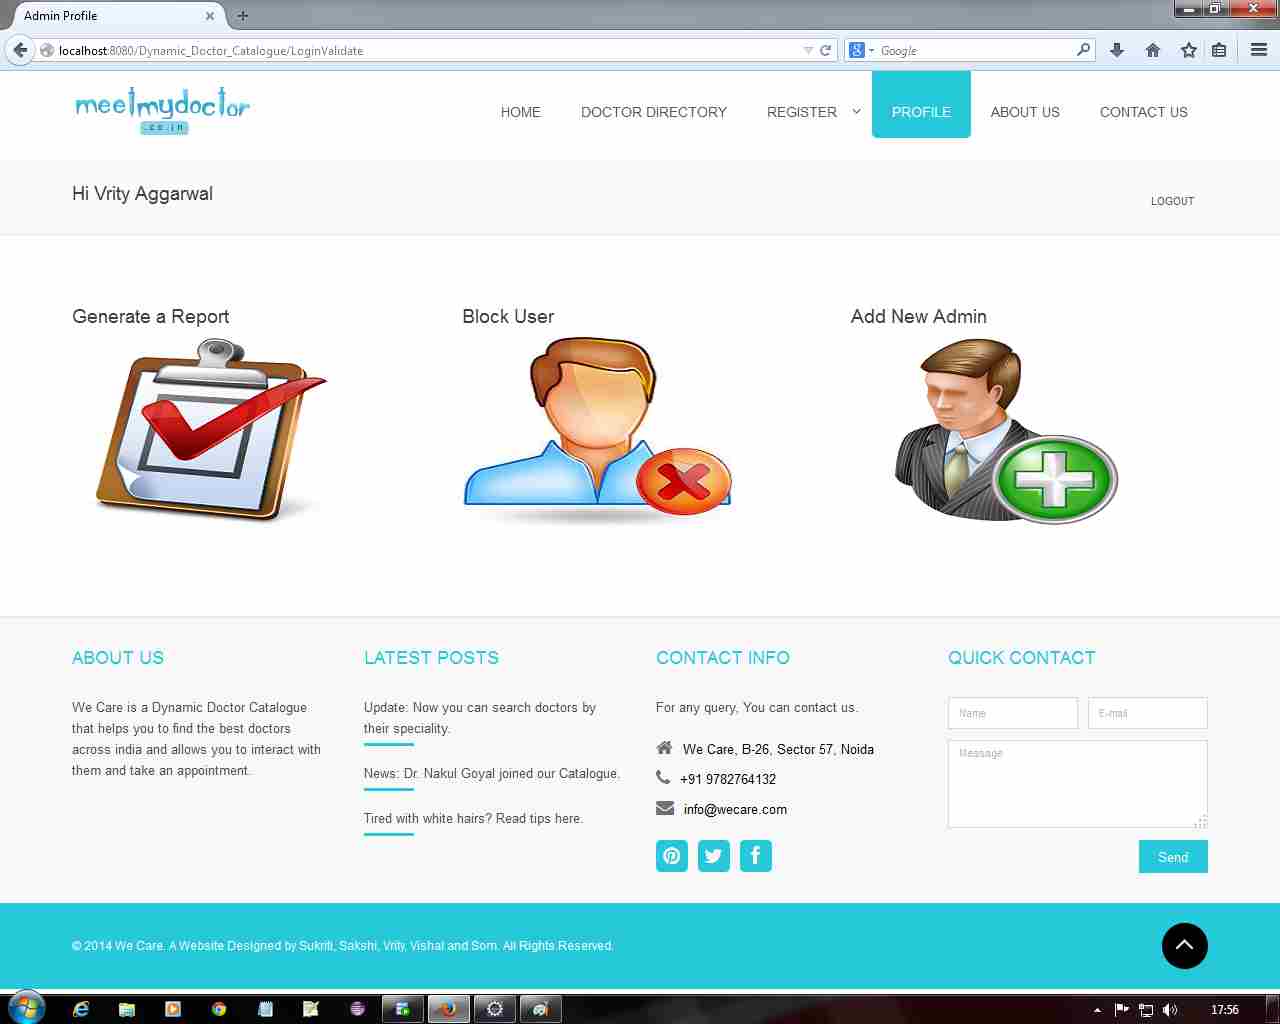 Admin Profile
localhost:8080/Dynamic_Doctor_Catalogue/LoginValidate
Google
meetmydoctor
.co.in
HOME
DOCTOR DIRECTORY
REGISTER
PROFILE
ABOUT US
CONTACT US
Hi Vrity Aggarwal
LOGOUT
Generate a Report
Block User
Add New Admin
ABOUT US
We Care is a Dynamic Doctor Catalogue
that helps you to find the best doctors
across india and allows you to interact with
them and take an appointment.
LATEST POSTS
Update: Now you can search doctors by
their speciality.
News: Dr. Nakul Goyal joined our Catalogue.
Tired with white hairs? Read tips here.
CONTACT INFO
For any query, You can contact us.
We Care, B-26, Sector 57, Noida
+91 9782764132
info@wecare.com
QUICK CONTACT
Name
E-mail
Message
Send
© 2014 We Care. A Website Designed by Sukriti, Sakshi, Vrity, Vishal and Som. All Rights Reserved.
17:56